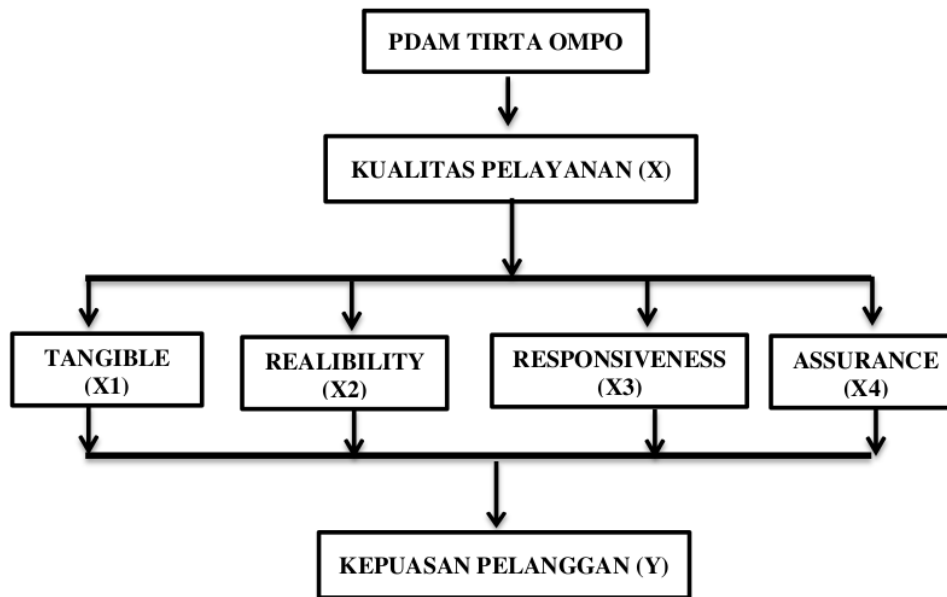 PDAM TIRTA OMPO
KUALITAS PELAYANAN (X)
TANGIBLE
(X1)
REALIBILITY
(X2)
RESPONSIVENESS
(X3)
ASSURANCE
(X4)
KEPUASAN PELANGGAN (Y)